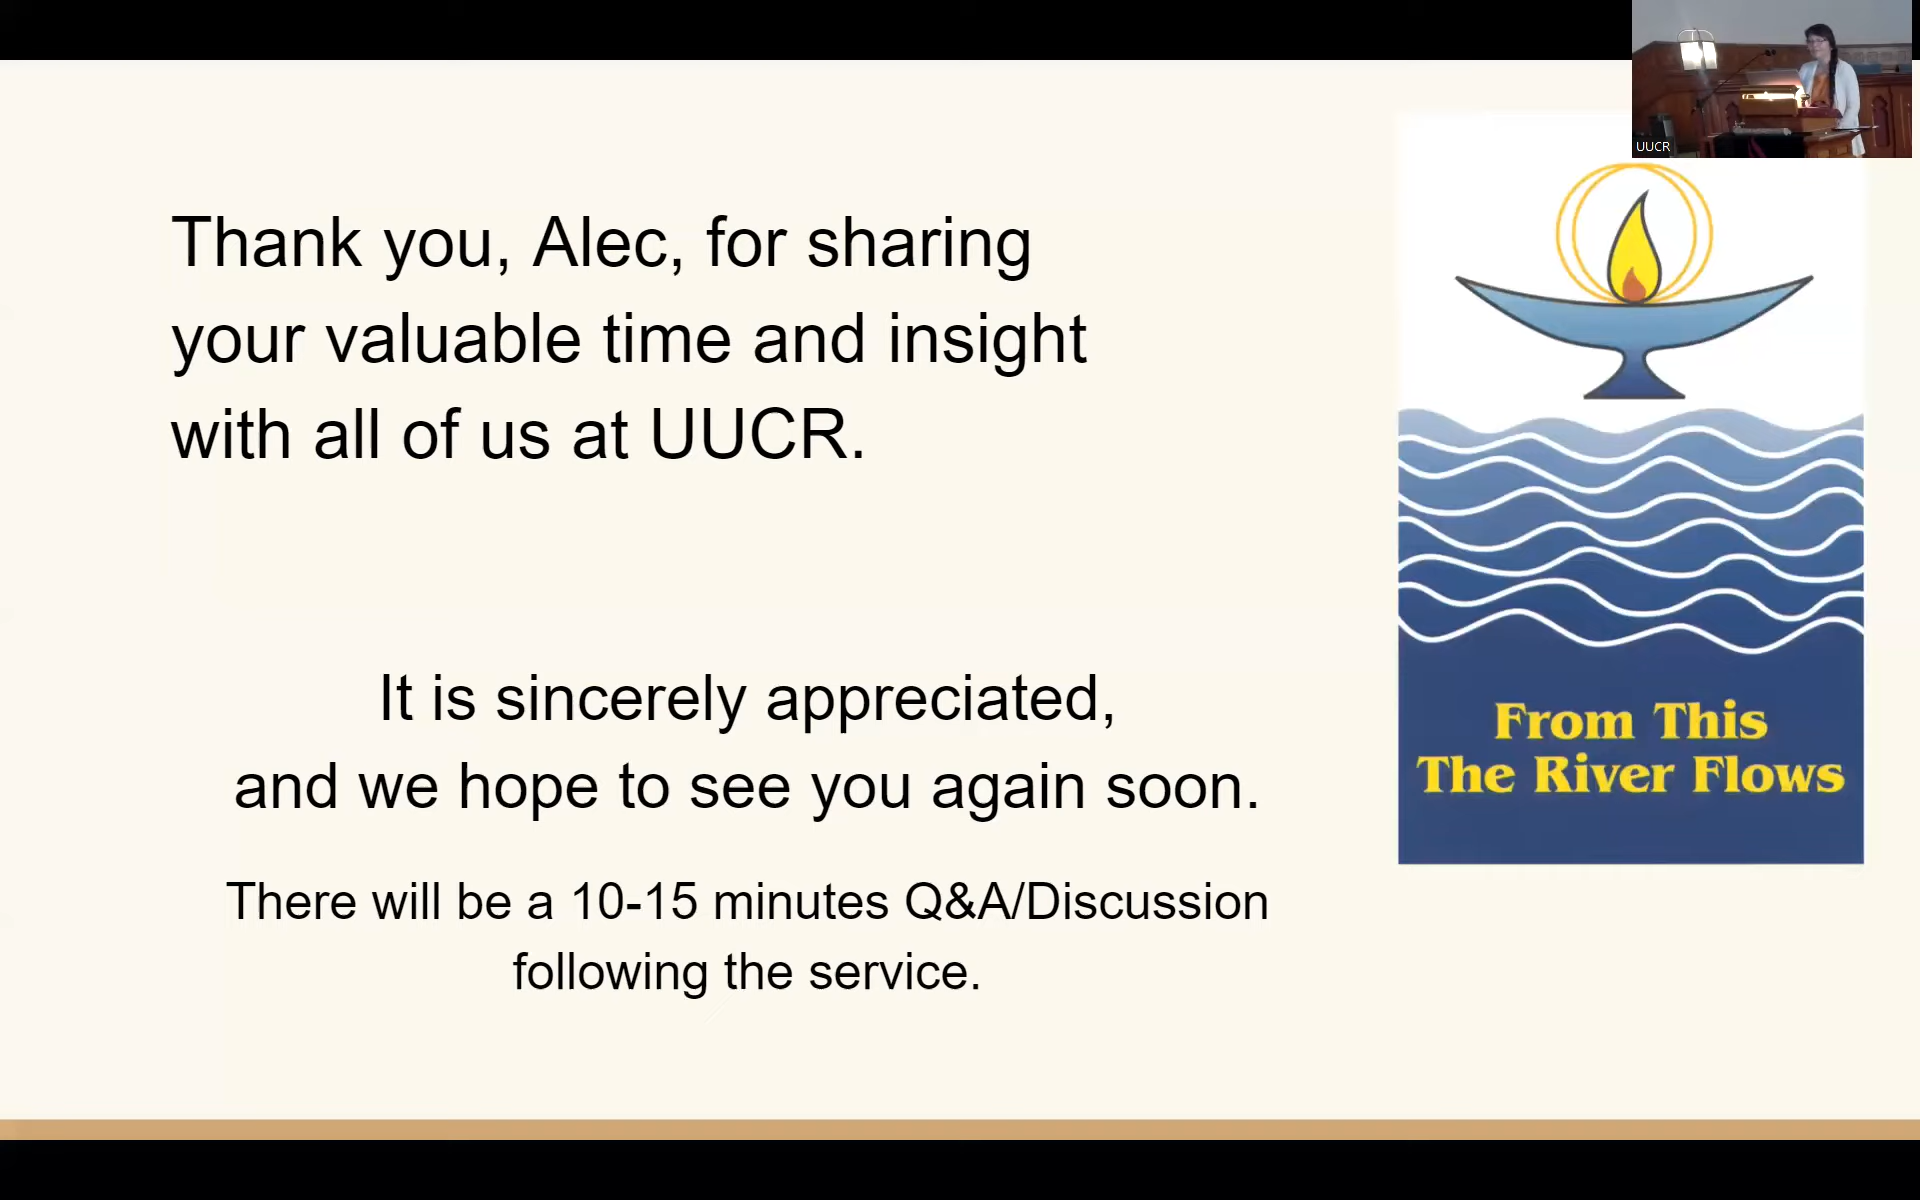 UUCR
Thank you, Alec, for sharing
your valuable time and insight
with all of us at UUCR.
It is sincerely appreciated,
and we hope to see you again soon.
There will be a 10-15 minutes Q&A/Discussion
following the service.
From This
The River Flows